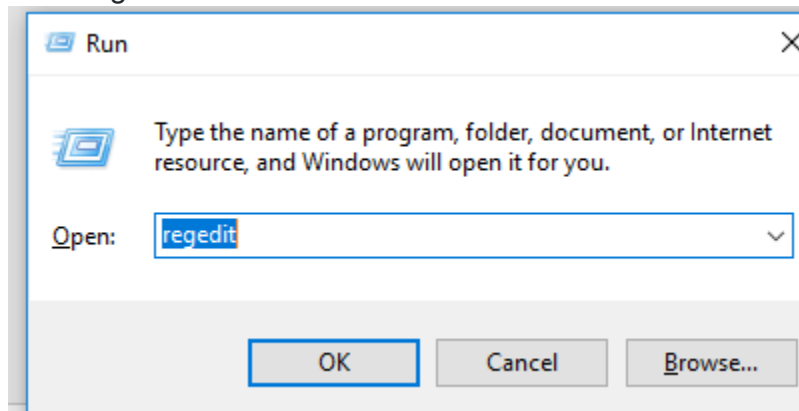 Run
Type the name of a program, folder, document, or Internet
resource, and Windows will open it for you.
Open: regedit
OK Cancel Browse...